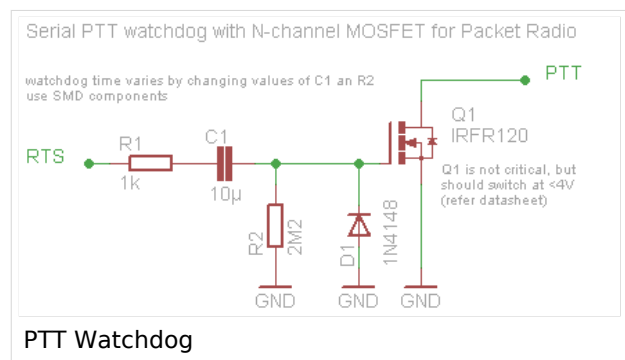 Serial PTT watchdog with N-channel MOSFET for Packet Radio
watchdog time varies by changing values of C1 an R2
use SMD components
PTT
Q1
IRFR120
Q1 is not critical, but
should switch at <4V
(refer datasheet)
RTS
R1
1k
C1
10µ
R2
2M2
D1
1N4148
GND
GND
GND
PTT Watchdog